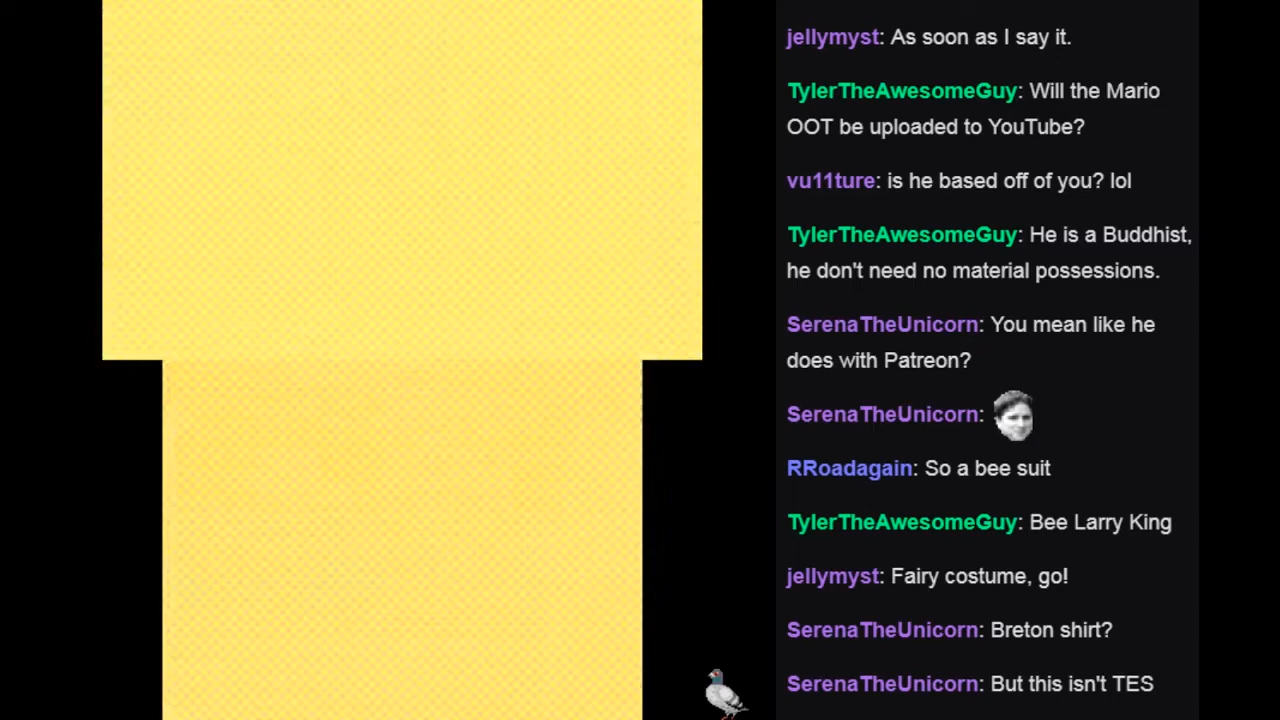 jellymyst: As soon as I say it.
TylerTheAwesomeGuy: Will the Mario
OOT be uploaded to YouTube?
vu11ture: is he based off of you? lol
TylerTheAwesomeGuy: He is a Buddhist,
he don't need no material possessions.
SerenaTheUnicorn: You mean like he
does with Patreon?
SerenaTheUnicorn:
RRoadagain: So a bee suit
TylerTheAwesomeGuy: Bee Larry King
jellymyst: Fairy costume, go!
SerenaTheUnicorn: Breton shirt?
SerenaTheUnicorn: But this isn't TES